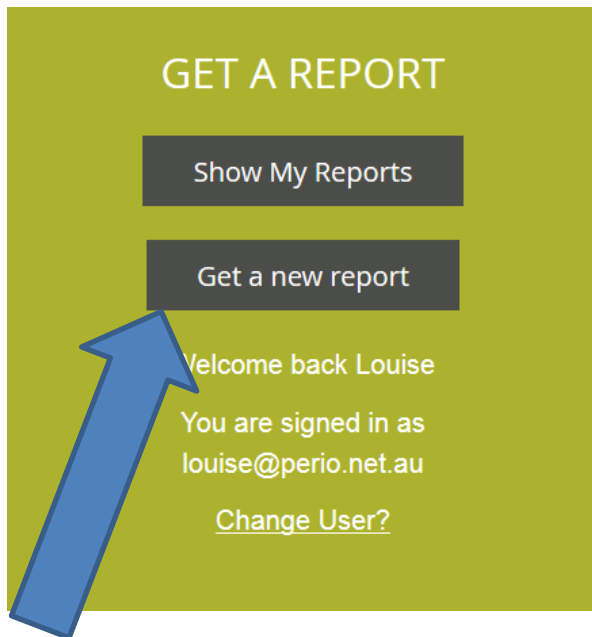 GET A REPORT
Show My Reports
Get a new report
Welcome back Louise
You are signed in as
louise@perio.net.au
Change User?